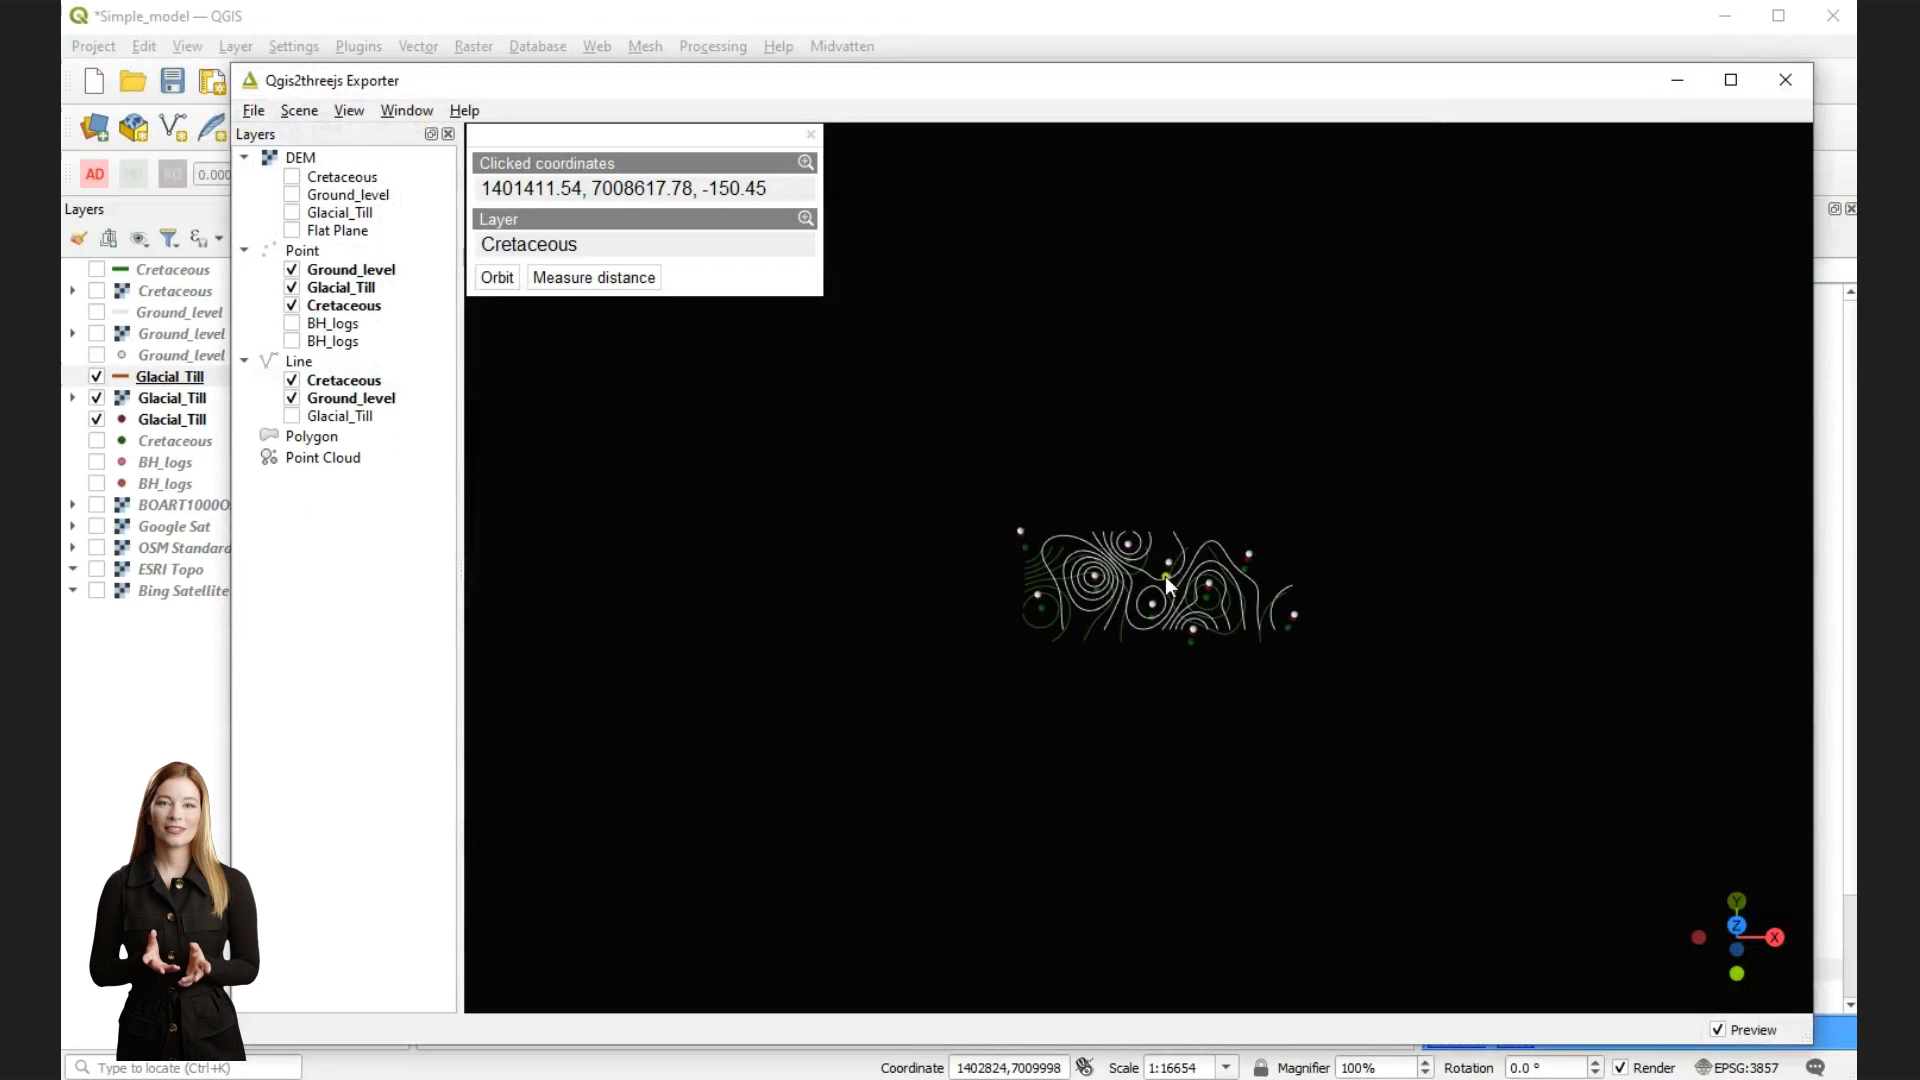 *Simple_model — QGIS
Project Edit View Layer Settings Plugins Vector Raster Database Web Mesh Processing Help Midvatten
Qgis2threejs Exporter
File Scene View Window Help
Layers
DEM
Cretaceous
Ground_level
Glacial_Till
Flat Plane
Point
Ground_level
Glacial_Till
Cretaceous
BH_logs
BH_logs
Line
Cretaceous
Ground_level
Glacial_Till
Polygon
Point Cloud
Clicked coordinates
1401411.54, 7008617.78, -150.45
Layer
Cretaceous
Orbit Measure distance
AD
0.000
Layers
Cretaceous
Cretaceous
Ground_level
Ground_level
Ground_level
Glacial_Till
Glacial_Till
Glacial_Till
Cretaceous
BH_logs
BH_logs
BOART1000O
Google Sat
OSM Standard
ESRI Topo
Bing Satellite
Y
Z
X
Preview
Type to locate (Ctrl+K) Coordinate 1402824,7009998 Scale 1:16654 Magnifier 100% Rotation 0.0 ° Render EPSG:3857